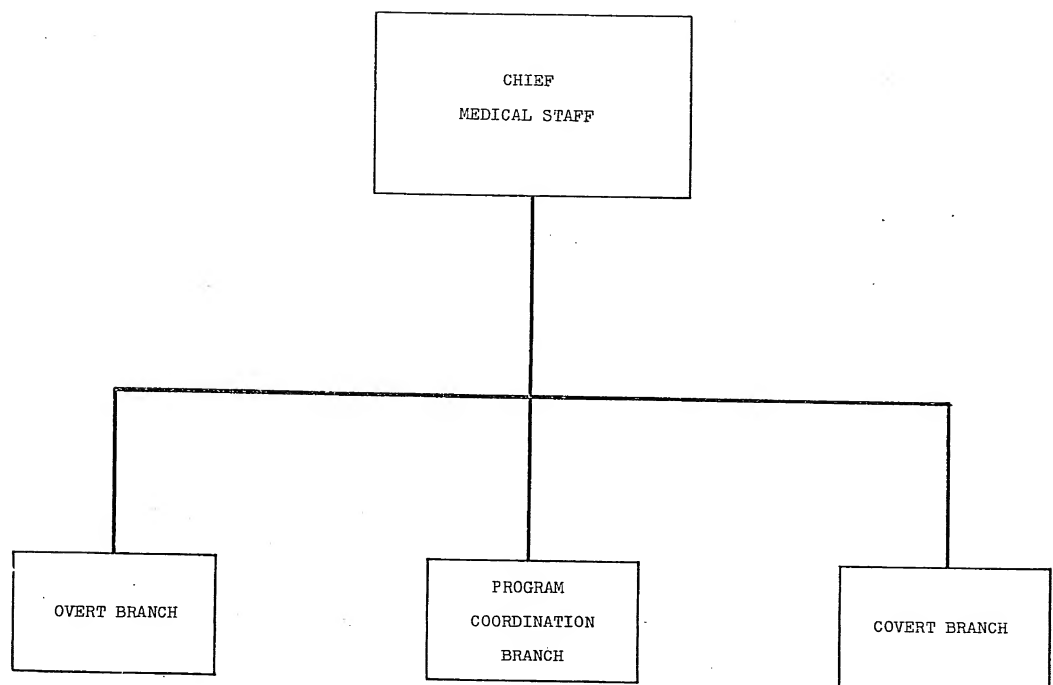 CHIEF
MEDICAL STAFF
OVERT BRANCH
PROGRAM
COORDINATION
BRANCH
COVERT BRANCH